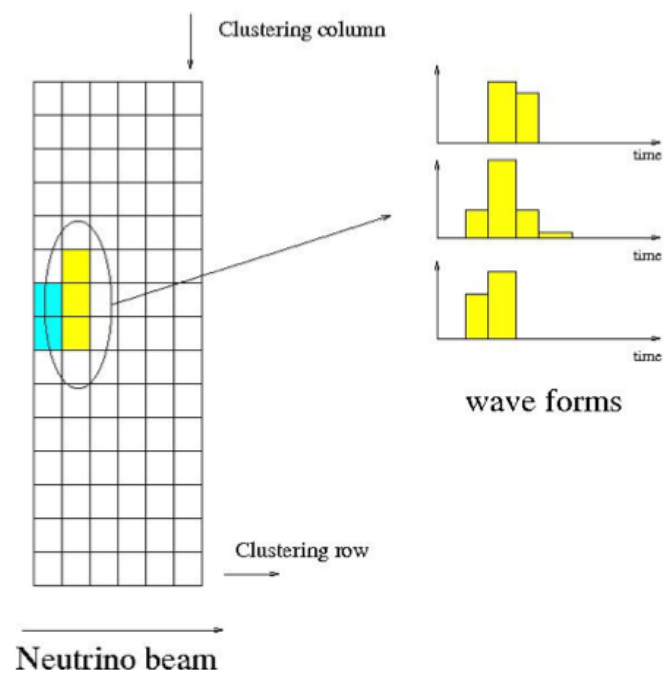 Clustering column
time
time
time
wave forms
Clustering row
Neutrino beam